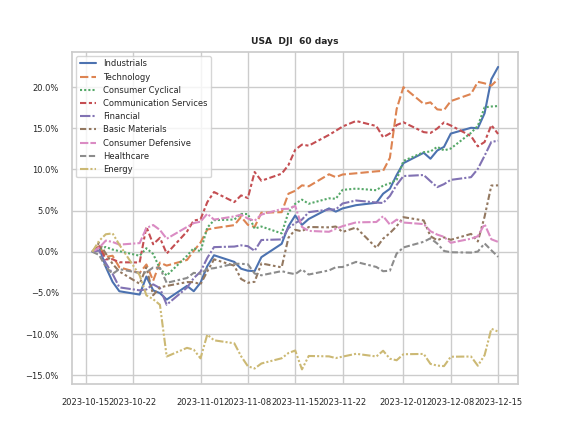 USA  DJI  60 days
Industrials
Technology
Consumer Cyclical
Communication Services
Financial
Basic Materials
Consumer Defensive
Healthcare
Energy
20.0%
15.0%
10.0%
5.0%
0.0%
−5.0%
−10.0%
−15.0%
2023-10-15 2023-10-22 2023-11-01 2023-11-08 2023-11-15 2023-11-22 2023-12-01 2023-12-08 2023-12-15